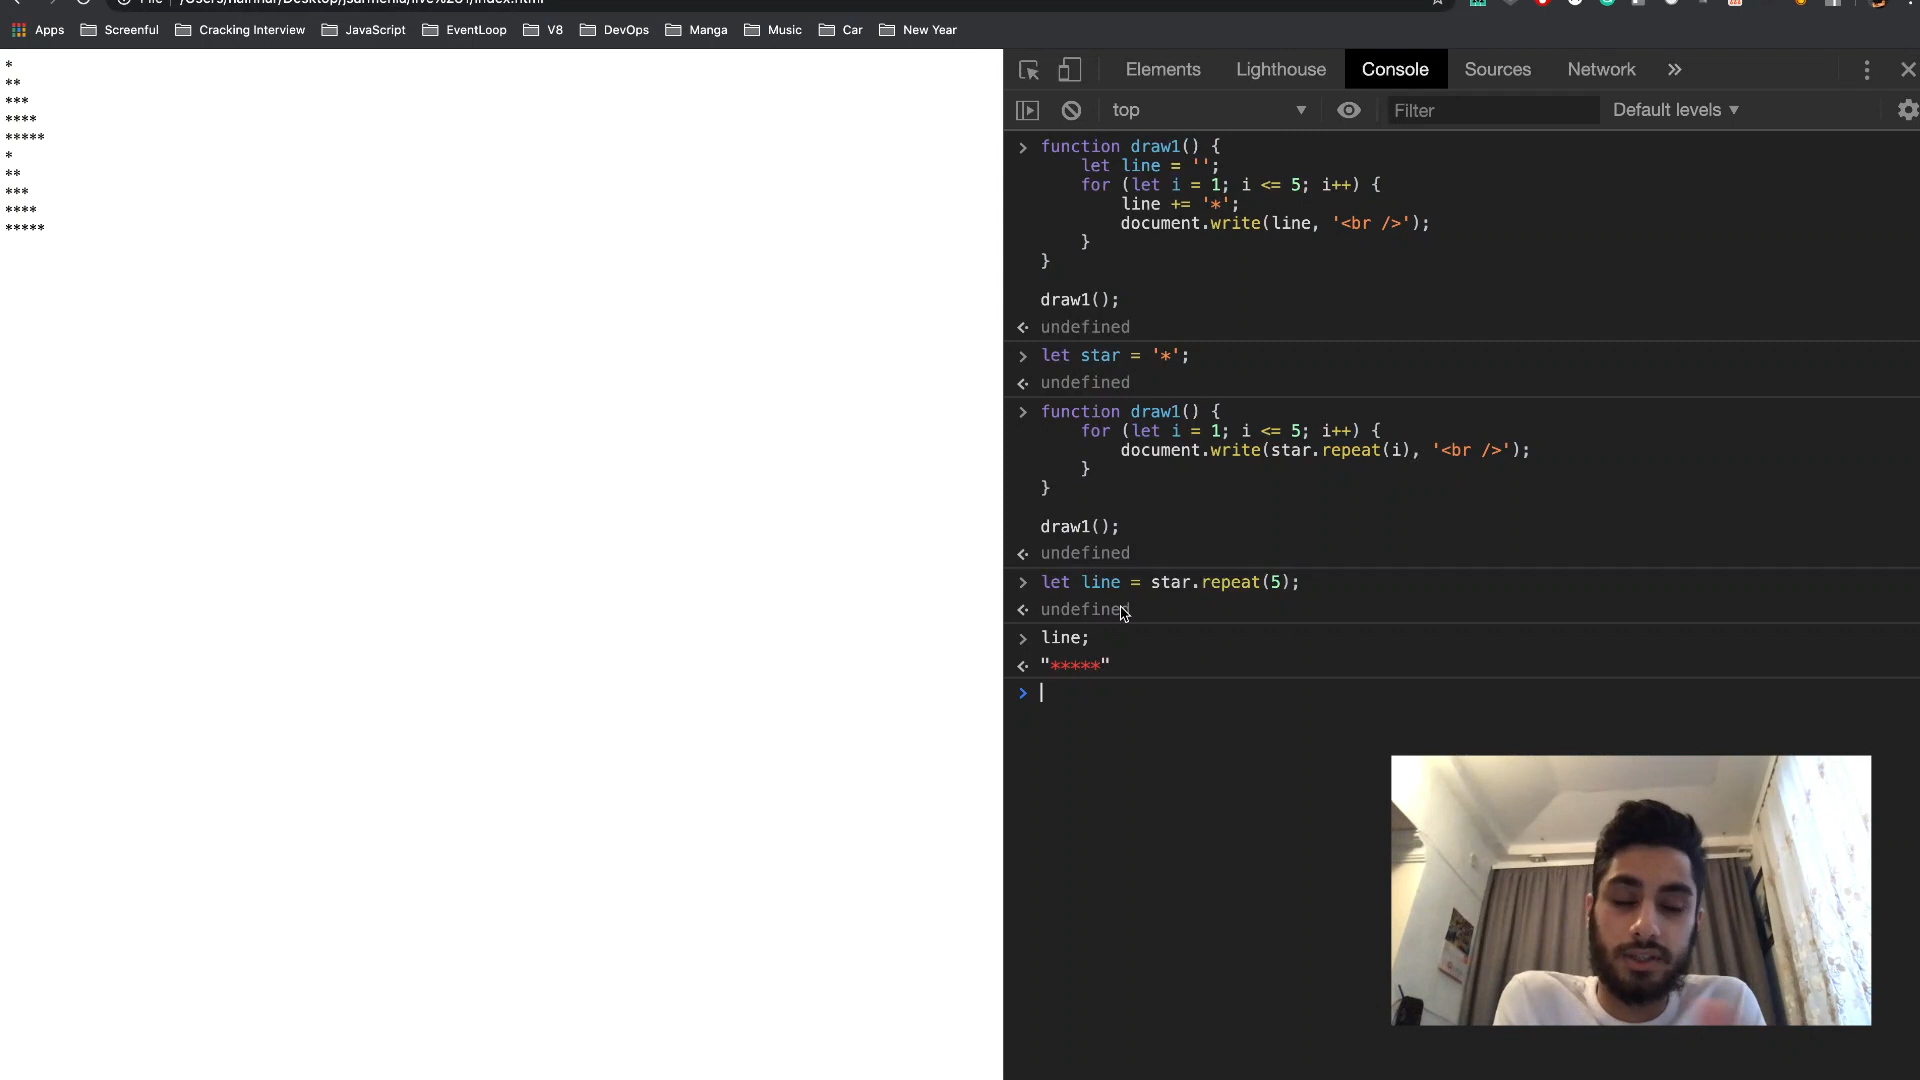 Apps Screenful Cracking Interview JavaScript EventLoop V8 DevOps Manga Music Car New Year
*
**
***
****
*****
*
**
***
****
*****
Elements Lighthouse Console Sources Network »
top ▼ Filter Default levels ▼
> function draw1() {
let line = '';
for (let i = 1; i <= 5; i++) {
line += '*';
document.write(line, '<br />');
}
}
draw1();
undefined
> let star = '*';
undefined
> function draw1() {
for (let i = 1; i <= 5; i++) {
document.write(star.repeat(i), '<br />');
}
}
draw1();
undefined
> let line = star.repeat(5);
undefined
> line;
"*****"
>